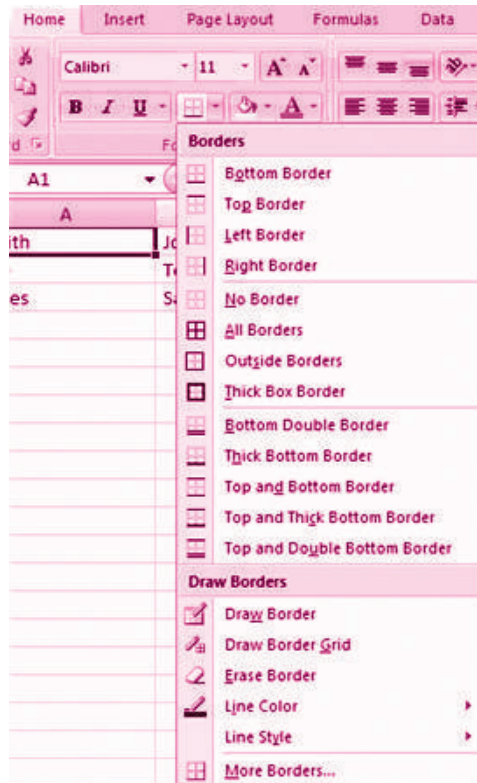 Home Insert Page Layout Formulas Data
Calibri 11 A A
B I U A
d
A1
A
ith
es
Borders
Bottom Border
Top Border
Left Border
Right Border
No Border
All Borders
Outside Borders
Thick Box Border
Bottom Double Border
Thick Bottom Border
Top and Bottom Border
Top and Thick Bottom Border
Top and Double Bottom Border
Draw Borders
Draw Border
Draw Border Grid
Erase Border
Line Color
Line Style
More Borders...